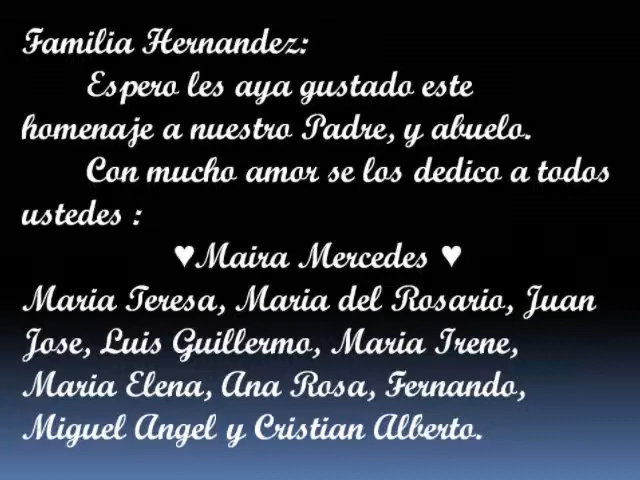 Familia Hernandez:
Espero les aya gustado este
homenaje a nuestro Padre, y abuelo.
Con mucho amor se los dedico a todos
ustedes :
♥Maira Mercedes ♥
Maria Teresa, Maria del Rosario, Juan
Jose, Luis Guillermo, Maria Irene,
Maria Elena, Ana Rosa, Fernando,
Miguel Angel y Cristian Alberto.